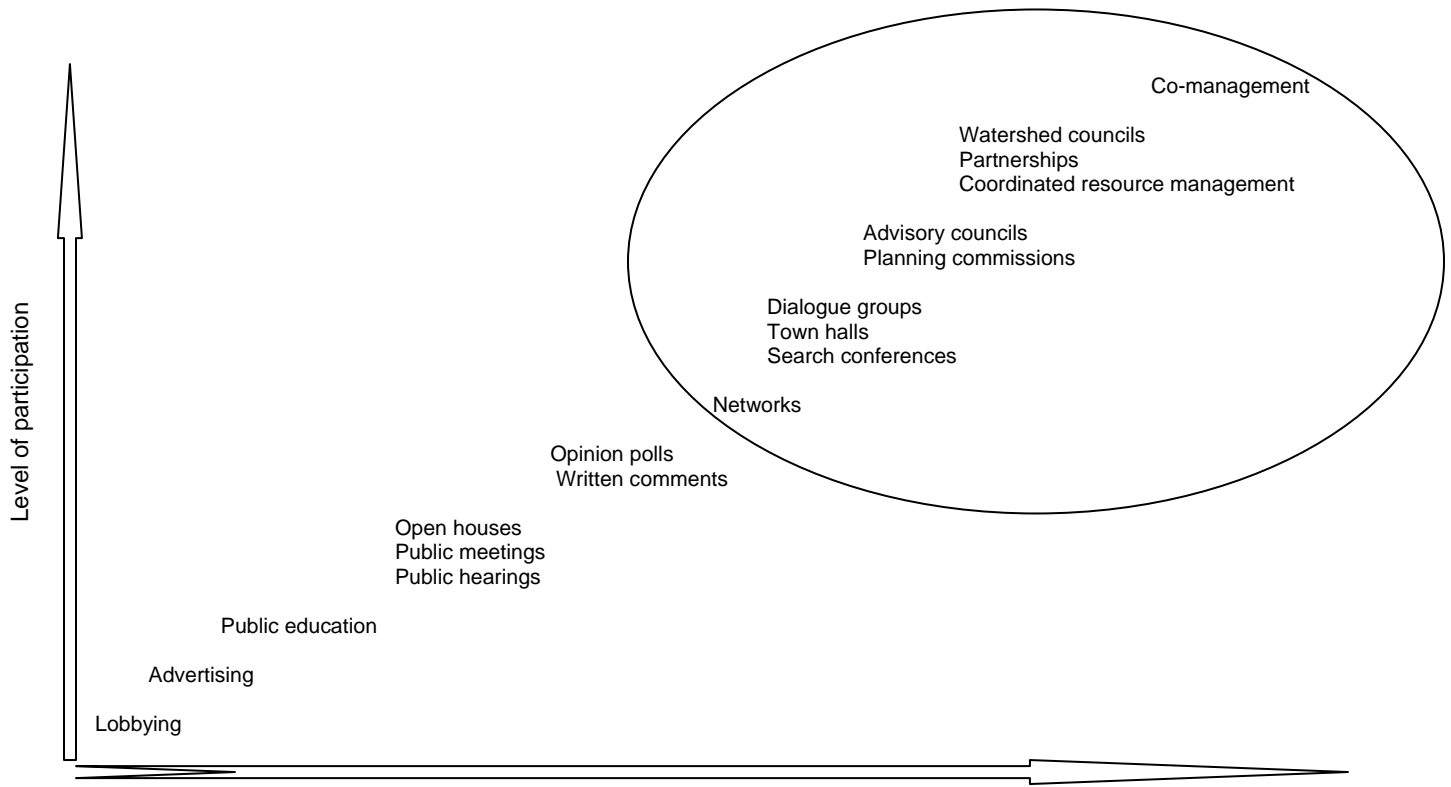 Co-management
Watershed councils
Partnerships
Coordinated resource management
Advisory councils
Planning commissions
Dialogue groups
Town halls
Search conferences
Networks
Opinion polls
Written comments
Open houses
Public meetings
Public hearings
Public education
Advertising
Lobbying
Level of participation